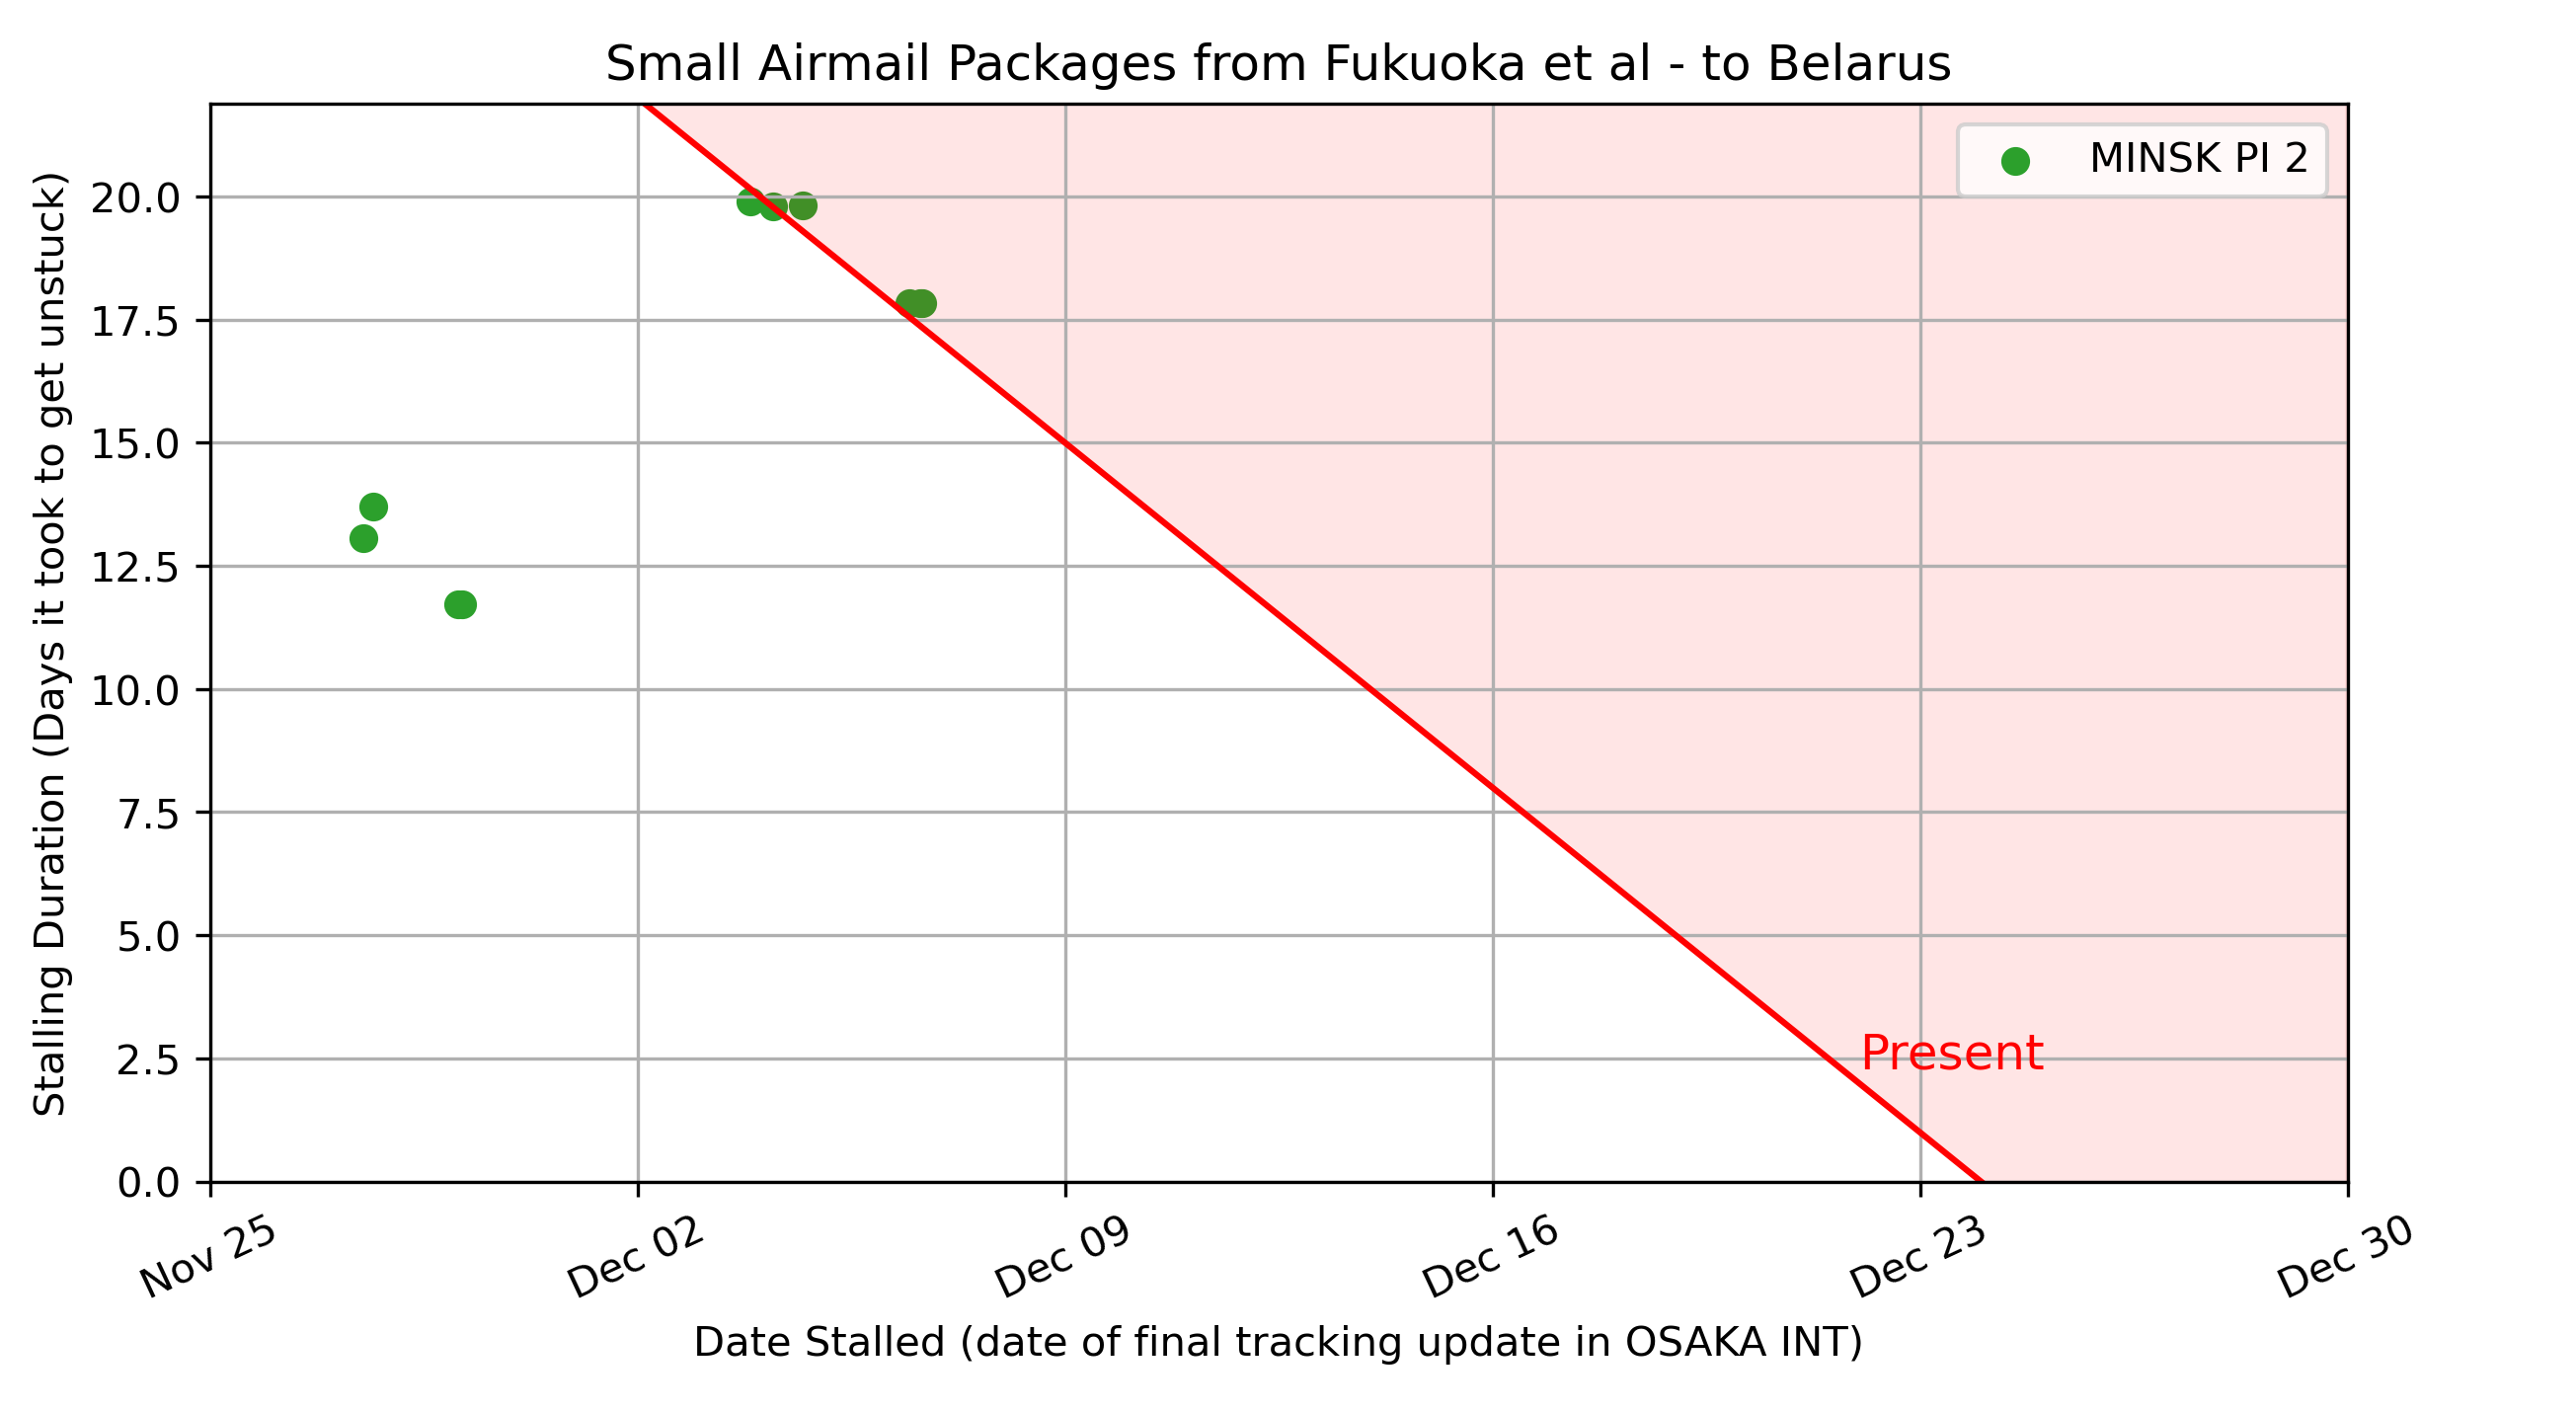 Small Airmail Packages from Fukuoka et al - to Belarus
MINSK PI 2
Stalling Duration (Days it took to get unstuck)
20.0
17.5
15.0
12.5
10.0
7.5
5.0
2.5
0.0
Present
Nov 25
Dec 02
Dec 09
Dec 16
Dec 23
Dec 30
Date Stalled (date of final tracking update in OSAKA INT)